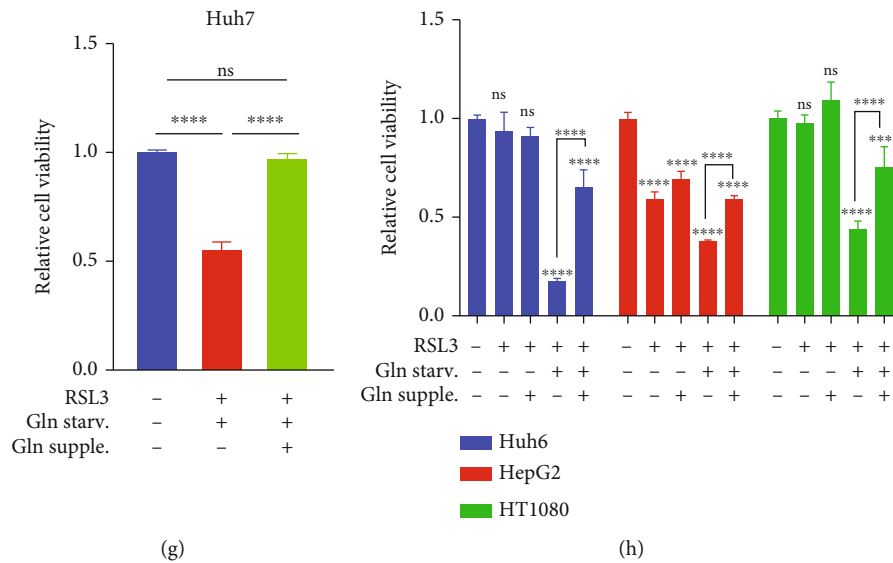 Huh7
Relative cell viability
1.5
1.0
0.5
0.0
ns
**** ****
RSL3 – + +
Gln starv. – + +
Gln supple. – – +
(g)
Relative cell viability
1.5
1.0
0.5
0.0
ns ns **** **** ****
**** **** **** **** ****
ns ns **** **** ***
RSL3 – + + + + – + + + + – + + + +
Gln starv. – – – + + – – – + + – – – + +
Gln supple. – – + – + – – + – + – – + – +
Huh6
HepG2
HT1080
(h)